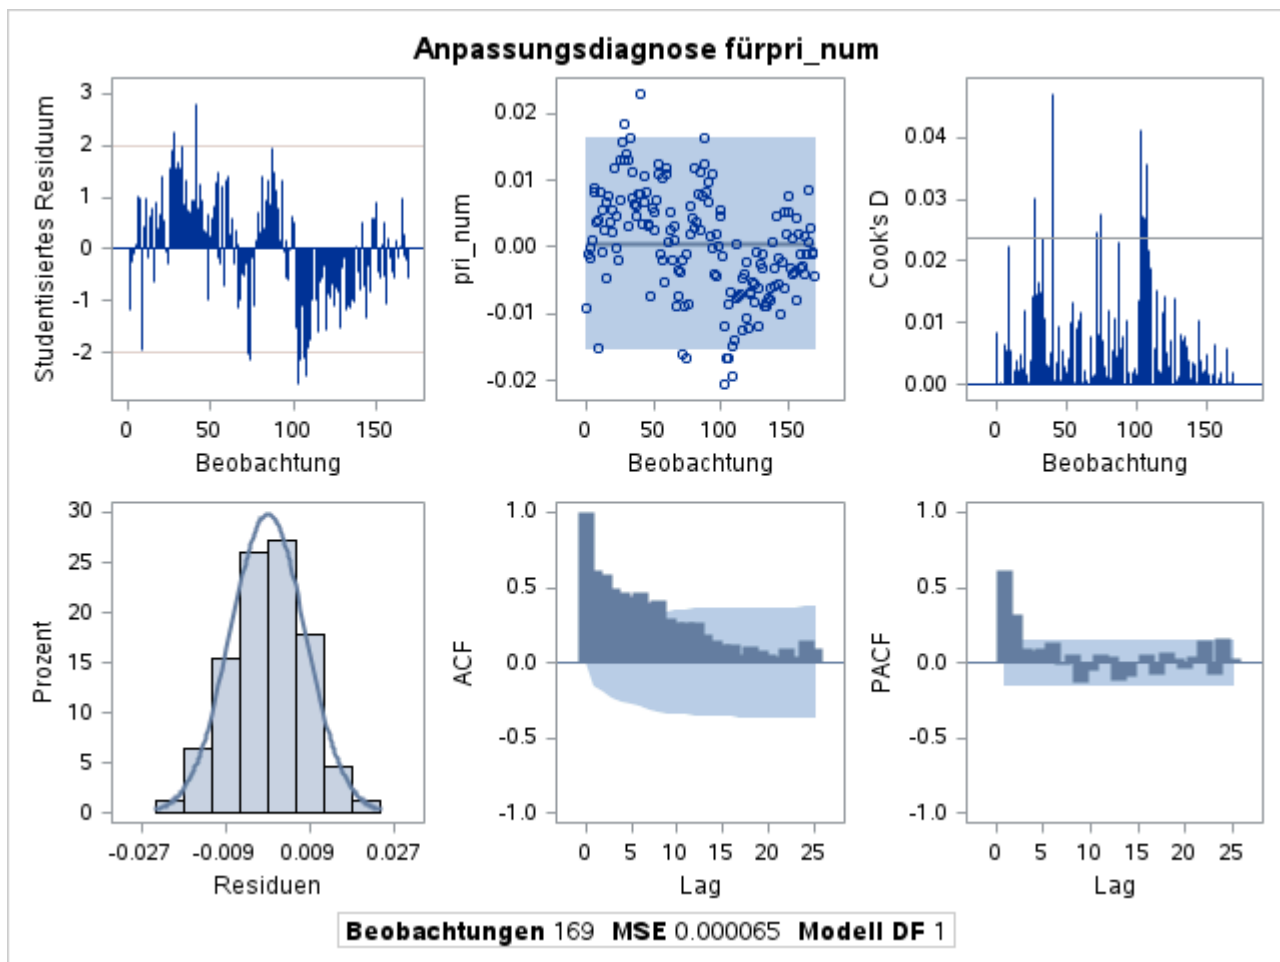 Anpassungsdiagnose fürpri_num
Studentisiertes Residuum
3
2
1
0
-1
-2
0 50 100 150
Beobachtung
pri_num
0.02
0.01
0.00
-0.01
-0.02
0 50 100 150
Beobachtung
Cook's D
0.04
0.03
0.02
0.01
0.00
0 50 100 150
Beobachtung
Prozent
30
25
20
15
10
5
0
-0.027 -0.009 0.009 0.027
Residuen
ACF
1.0
0.5
0.0
-0.5
-1.0
0 5 10 15 20 25
Lag
PACF
1.0
0.5
0.0
-0.5
-1.0
0 5 10 15 20 25
Lag
Beobachtungen 169 MSE 0.000065 Modell DF 1